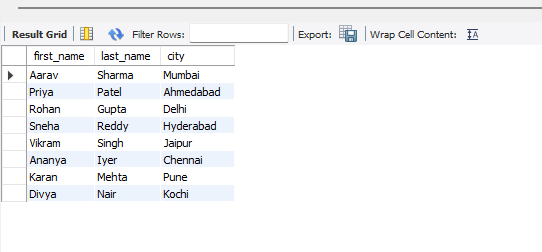 Result Grid Filter Rows: Export: Wrap Cell Content:
first_name last_name city
Aarav Sharma Mumbai
Priya Patel Ahmedabad
Rohan Gupta Delhi
Sneha Reddy Hyderabad
Vikram Singh Jaipur
Ananya Iyer Chennai
Karan Mehta Pune
Divya Nair Kochi